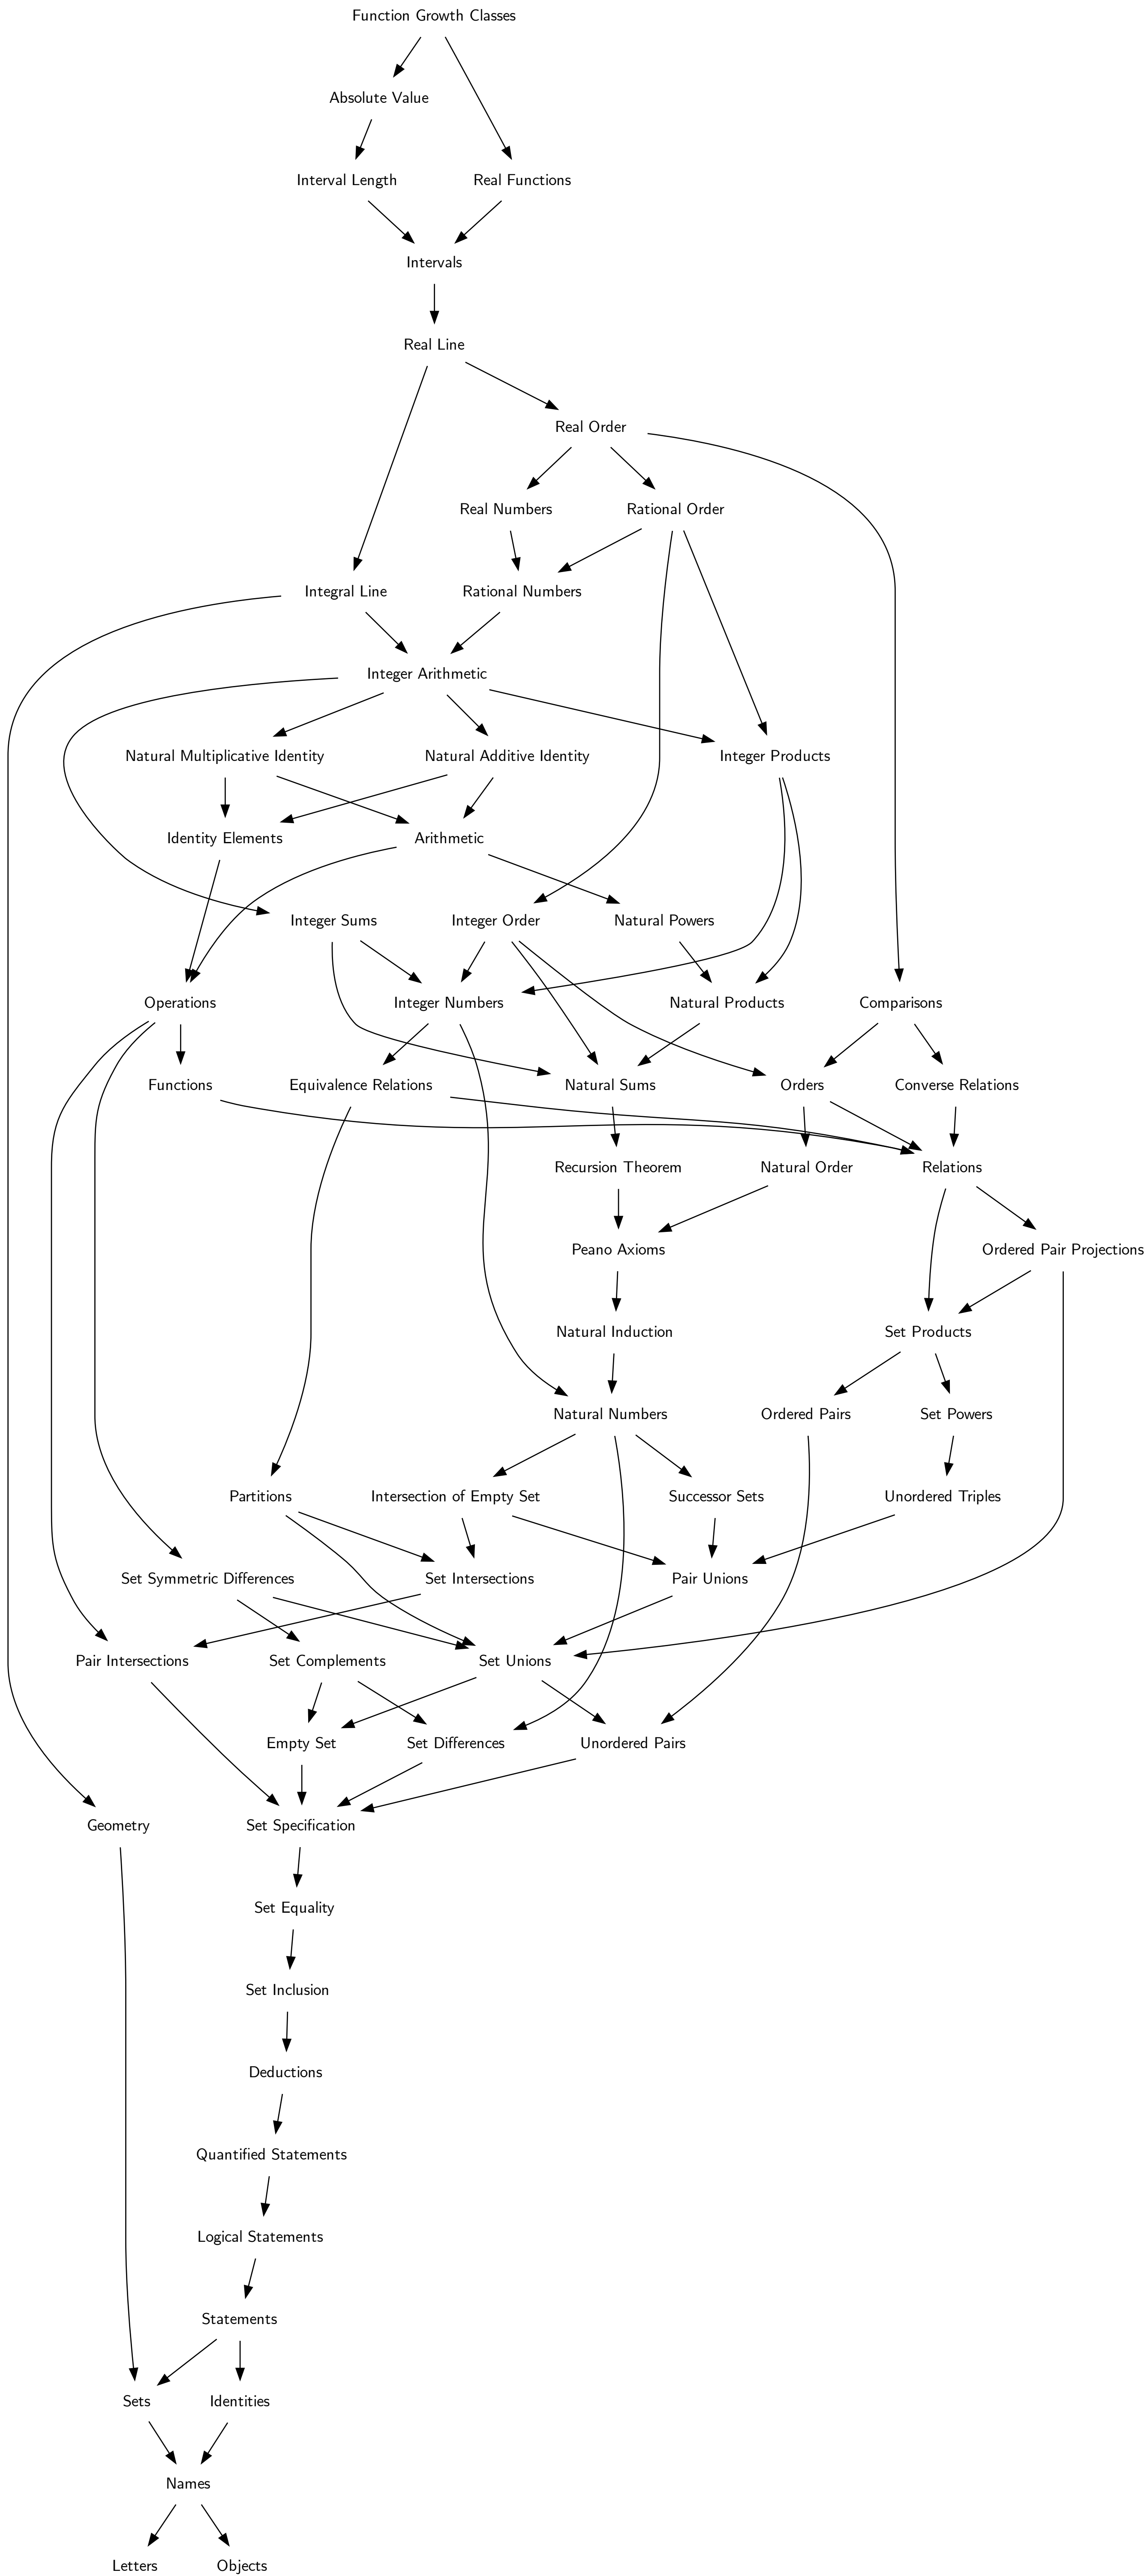 Function Growth Classes
Absolute Value
Interval Length
Real Functions
Intervals
Real Line
Real Order
Real Numbers
Rational Order
Integral Line
Rational Numbers
Integer Arithmetic
Natural Multiplicative Identity
Natural Additive Identity
Integer Products
Identity Elements
Arithmetic
Integer Sums
Integer Order
Natural Powers
Operations
Integer Numbers
Natural Products
Comparisons
Functions
Equivalence Relations
Natural Sums
Orders
Converse Relations
Recursion Theorem
Natural Order
Relations
Peano Axioms
Ordered Pair Projections
Natural Induction
Set Products
Natural Numbers
Ordered Pairs
Set Powers
Partitions
Intersection of Empty Set
Successor Sets
Unordered Triples
Set Symmetric Differences
Set Intersections
Pair Unions
Pair Intersections
Set Complements
Set Unions
Empty Set
Set Differences
Unordered Pairs
Geometry
Set Specification
Set Equality
Set Inclusion
Deductions
Quantified Statements
Logical Statements
Statements
Sets
Identities
Names
Letters
Objects